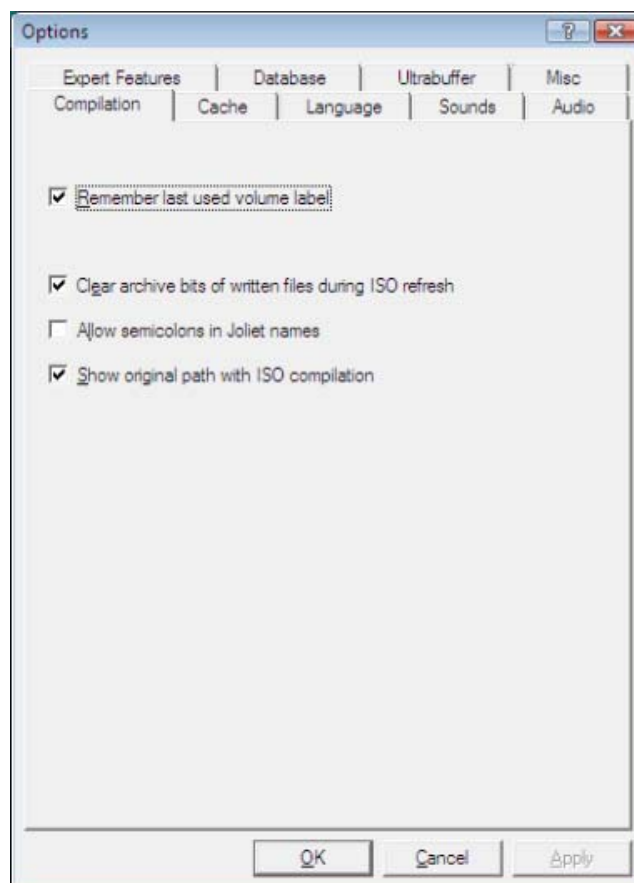 Options
Expert Features Database Ultrabuffer Misc
Compilation Cache Language Sounds Audio
Remember last used volume label
Clear archive bits of written files during ISO refresh
Allow semicolons in Joliet names
Show original path with ISO compilation
OK Cancel Apply